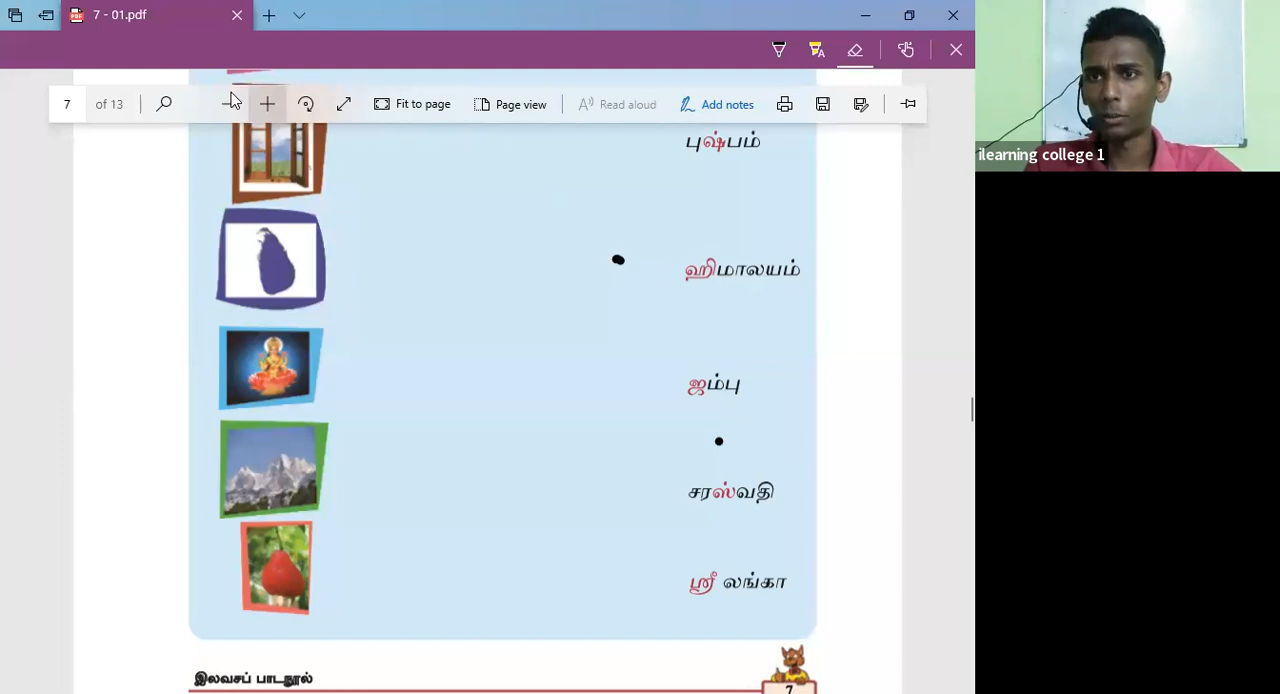 7 - 01.pdf
7 of 13 Fit to page Page view Read aloud Add notes
ilearning college 1
புஷ்பம்
ஹிமாலயம்
ஜம்பு
சரஸ்வதி
ஸ்ரீ லங்கா
இலவசப் பாடநூல்
7